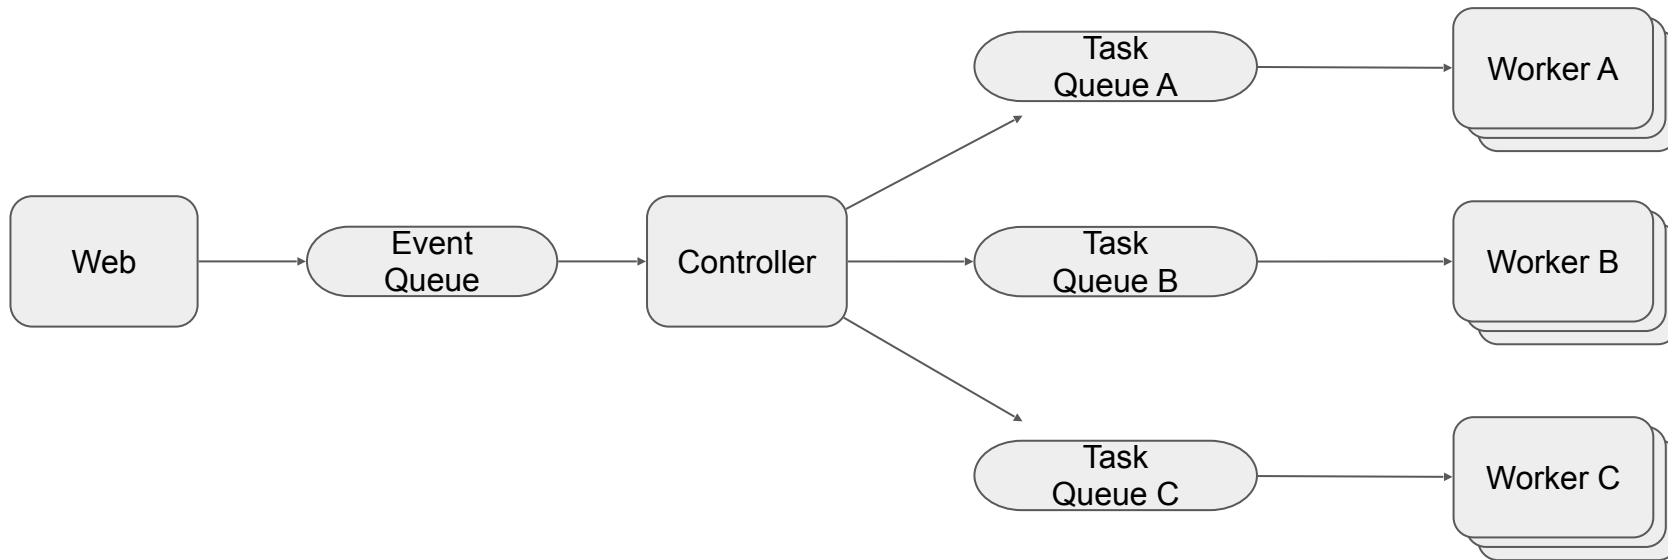 Web
Event
Queue
Controller
Task
Queue A
Worker A
Task
Queue B
Worker B
Task
Queue C
Worker C